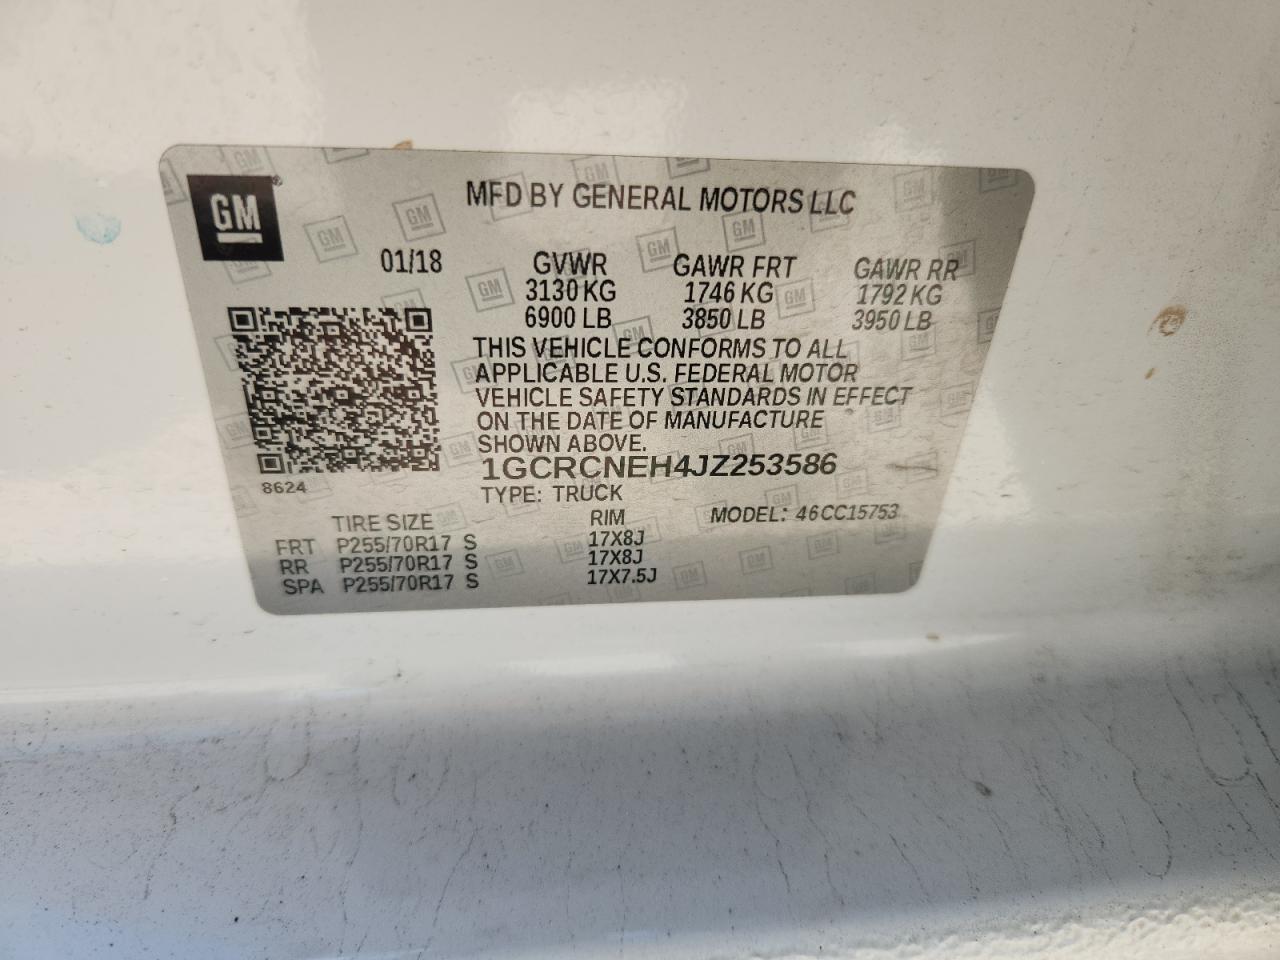 GM
MFD BY GENERAL MOTORS LLC
01/18 GVWR GAWR FRT GAWR RR
3130 KG 1746 KG 1792 KG
6900 LB 3850 LB 3950 LB
THIS VEHICLE CONFORMS TO ALL
APPLICABLE U.S. FEDERAL MOTOR
VEHICLE SAFETY STANDARDS IN EFFECT
ON THE DATE OF MANUFACTURE
SHOWN ABOVE.
1GCRCNEH4JZ253586
8624
TYPE: TRUCK
TIRE SIZE RIM MODEL: 46CC15753
FRT P255/70R17 S 17X8J
RR P255/70R17 S 17X8J
SPA P255/70R17 S 17X7.5J